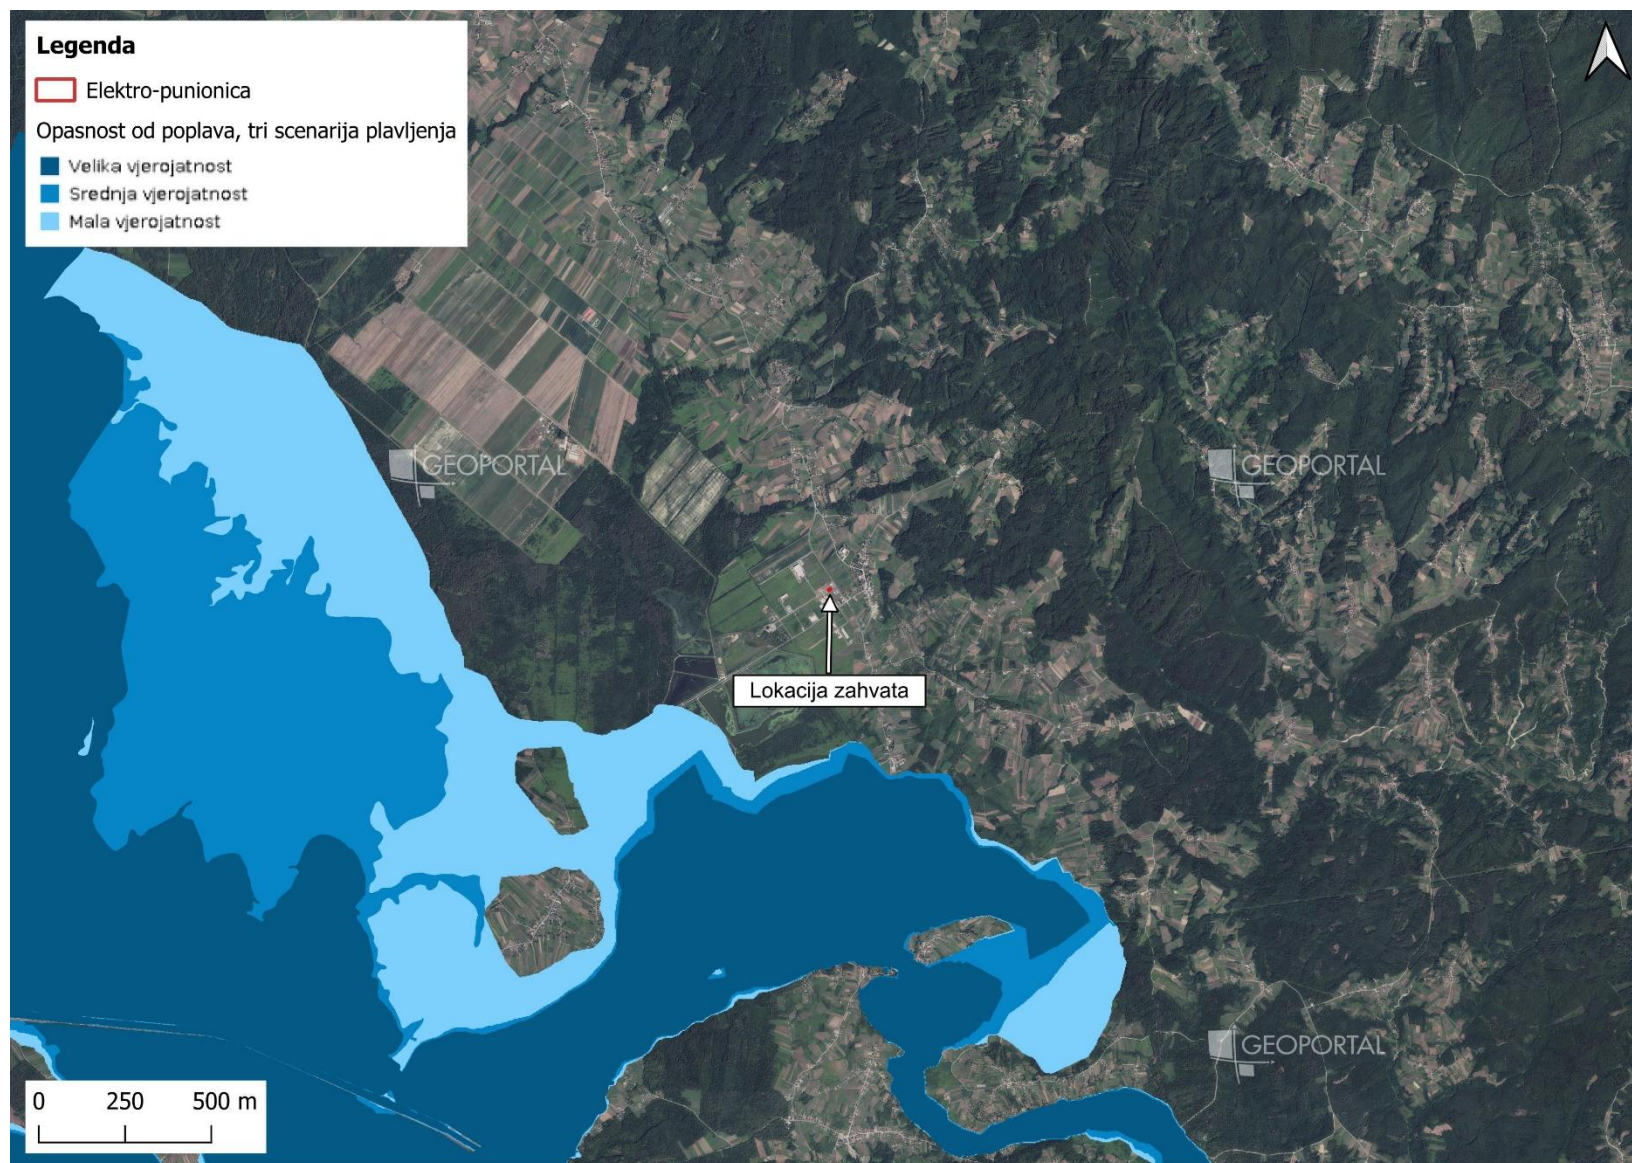 Legenda
Elektro-punionica
Opasnost od poplava, tri scenarija plavljenja
Velika vjerojatnost
Srednja vjerojatnost
Mala vjerojatnost
GEOPORTAL
GEOPORTAL
Lokacija zahvata
GEOPORTAL
0 250 500 m